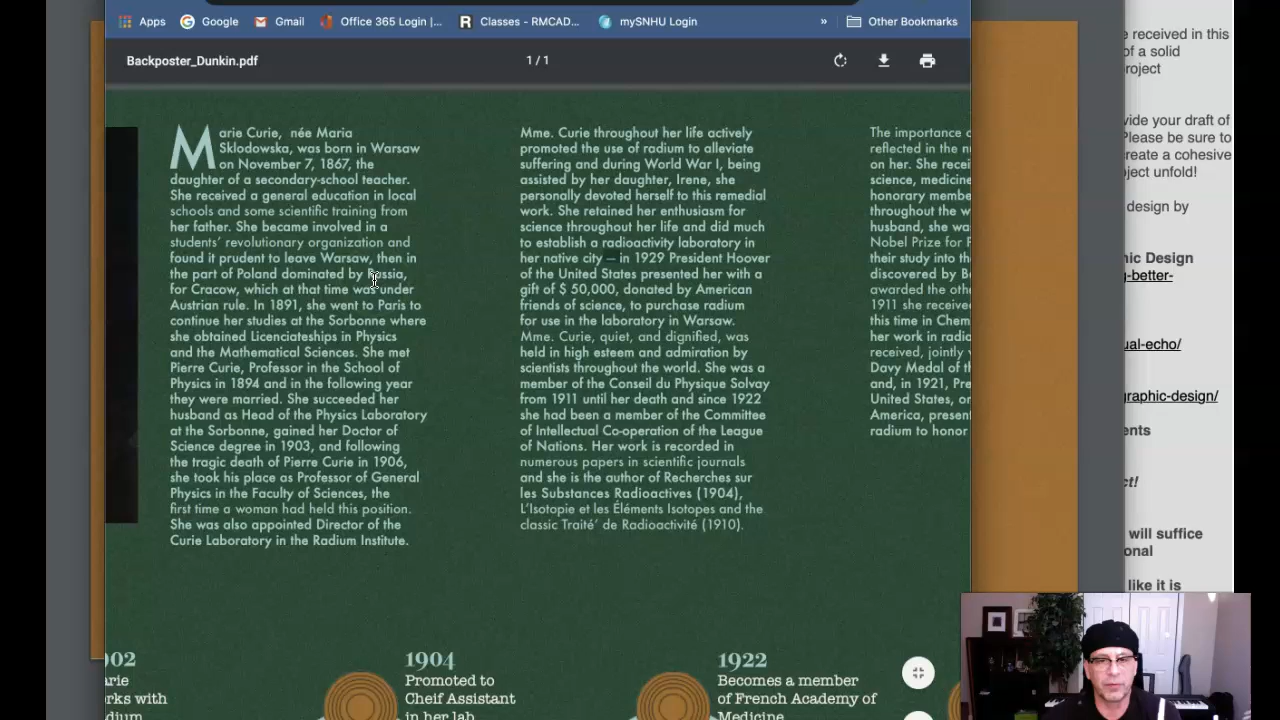 Apps Google Gmail Office 365 Login |... Classes - RMCAD... mySNHU Login » Other Bookmarks
Backposter_Dunkin.pdf 1 / 1
Marie Curie, née Maria
Sklodowska, was born in Warsaw
on November 7, 1867, the
daughter of a secondary-school teacher.
She received a general education in local
schools and some scientific training from
her father. She became involved in a
students’ revolutionary organization and
found it prudent to leave Warsaw, then in
the part of Poland dominated by Russia,
for Cracow, which at that time was under
Austrian rule. In 1891, she went to Paris to
continue her studies at the Sorbonne where
she obtained Licenciateships in Physics
and the Mathematical Sciences. She met
Pierre Curie, Professor in the School of
Physics in 1894 and in the following year
they were married. She succeeded her
husband as Head of the Physics Laboratory
at the Sorbonne, gained her Doctor of
Science degree in 1903, and following
the tragic death of Pierre Curie in 1906,
she took his place as Professor of General
Physics in the Faculty of Sciences, the
first time a woman had held this position.
She was also appointed Director of the
Curie Laboratory in the Radium Institute.
Mme. Curie throughout her life actively
promoted the use of radium to alleviate
suffering and during World War I, being
assisted by her daughter, Irene, she
personally devoted herself to this remedial
work. She retained her enthusiasm for
science throughout her life and did much
to establish a radioactivity laboratory in
her native city — in 1929 President Hoover
of the United States presented her with a
gift of $ 50,000, donated by American
friends of science, to purchase radium
for use in the laboratory in Warsaw.
Mme. Curie, quiet, and dignified, was
held in high esteem and admiration by
scientists throughout the world. She was a
member of the Conseil du Physique Solvay
from 1911 until her death and since 1922
she had been a member of the Committee
of Intellectual Co-operation of the League
of Nations. Her work is recorded in
numerous papers in scientific journals
and she is the author of Recherches sur
les Substances Radioactives (1904),
L’Isotopie et les Éléments Isotopes and the
classic Traité’ de Radioactivité (1910).
The importance
reflected in the
on her. She recei
science, medicine
honorary membe
throughout the w
husband, she wa
Nobel Prize for
their study into th
discovered by Be
awarded the othe
1911 she received
this time in Chem
her work in radio
received, jointly
Davy Medal of t
and, in 1921, Pre
United States, on
America, present
radium to honor
02
arie
rks with
dium
1904
Promoted to
Cheif Assistant
in her lab
1922
Becomes a member
of French Academy of
Medicine
e received in this
of a solid
roject
vide your draft of
Please be sure to
create a cohesive
oject unfold!
design by
hic Design
g-better-
ual-echo/
graphic-design/
ents
ct!
will suffice
onal
like it is